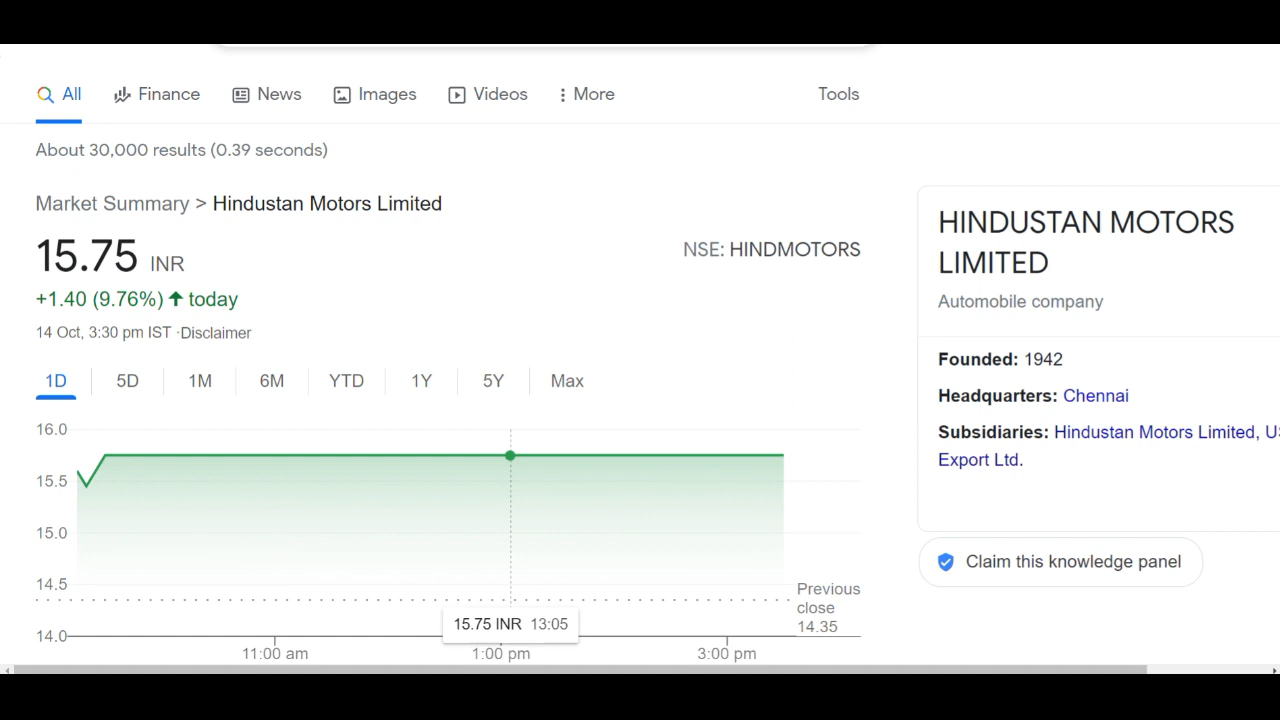 All Finance News Images Videos More Tools
About 30,000 results (0.39 seconds)
Market Summary > Hindustan Motors Limited
15.75 INR
NSE: HINDMOTORS
+1.40 (9.76%) ↑ today
14 Oct, 3:30 pm IST ·Disclaimer
1D 5D 1M 6M YTD 1Y 5Y Max
16.0
15.5
15.0
14.5
14.0
Previous
close
14.35
15.75 INR 13:05
11:00 am 1:00 pm 3:00 pm
HINDUSTAN MOTORS
LIMITED
Automobile company
Founded: 1942
Headquarters: Chennai
Subsidiaries: Hindustan Motors Limited, US
Export Ltd.
Claim this knowledge panel